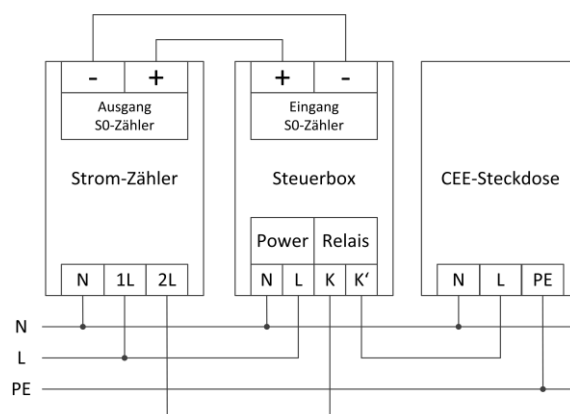 - + + -
Ausgang
S0-Zähler
Eingang
S0-Zähler
Strom-Zähler
Steuerbox
CEE-Steckdose
Power Relais
N 1L 2L
N L K K‘
N L PE
N
L
PE